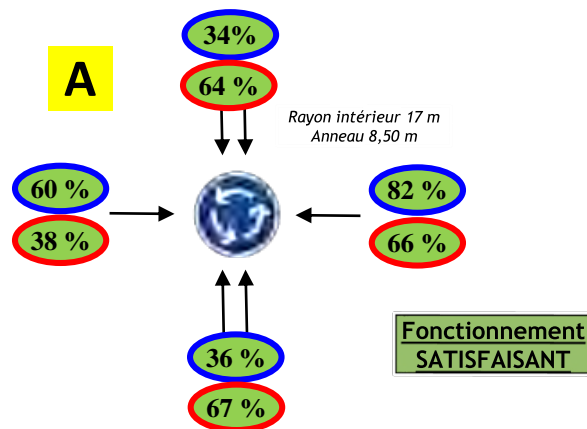 34%
A
64 %
Rayon intérieur 17 m
Anneau 8,50 m
60 %
82 %
38 %
66 %
Fonctionnement
SATISFAISANT
36 %
67 %